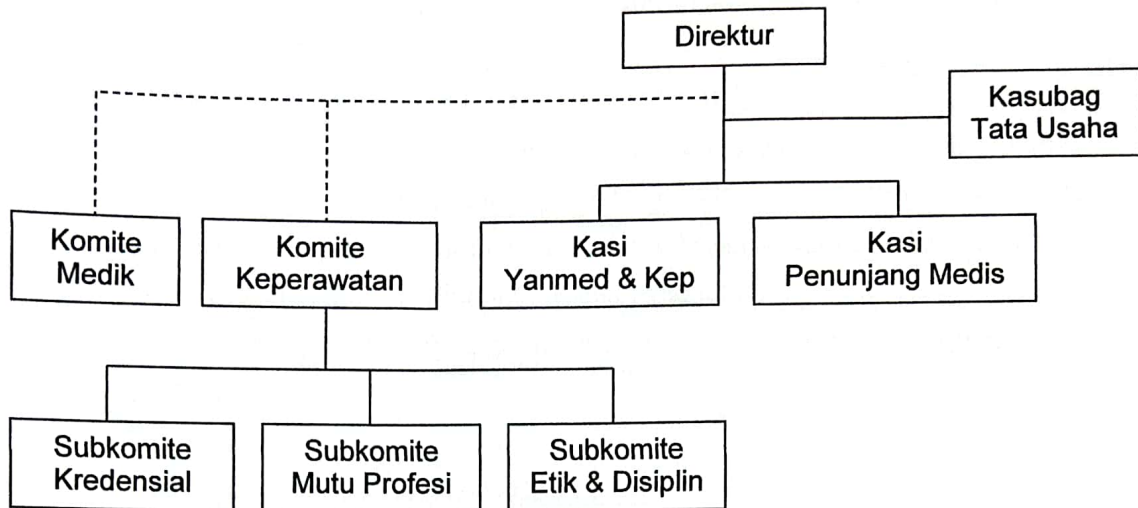 Direktur
Kasubag
Tata Usaha
Komite
Medik
Komite
Keperawatan
Kasi
Yanmed & Kep
Kasi
Penunjang Medis
Subkomite
Kredensial
Subkomite
Mutu Profesi
Subkomite
Etik & Disiplin